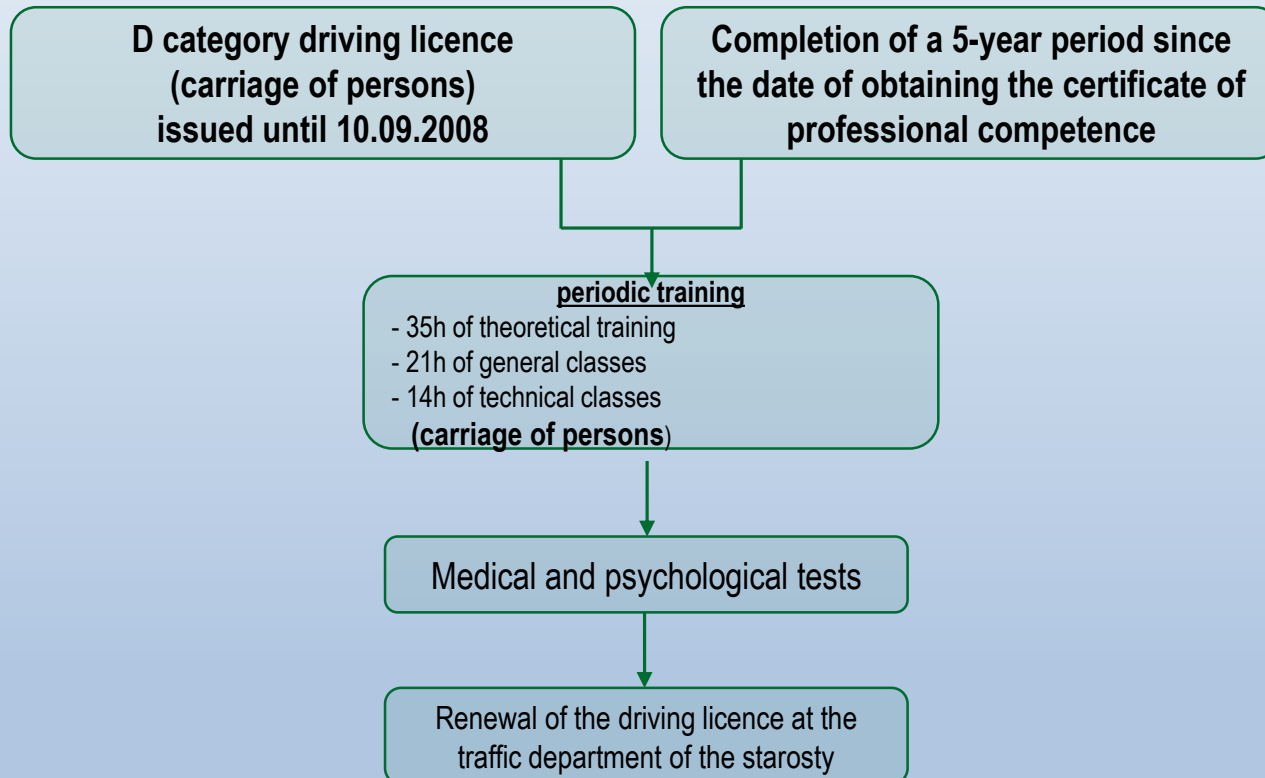 D category driving licence
(carriage of persons)
issued until 10.09.2008
Completion of a 5-year period since
the date of obtaining the certificate of
professional competence
periodic training
- 35h of theoretical training
- 21h of general classes
- 14h of technical classes
(carriage of persons)
Medical and psychological tests
Renewal of the driving licence at the
traffic department of the starosty